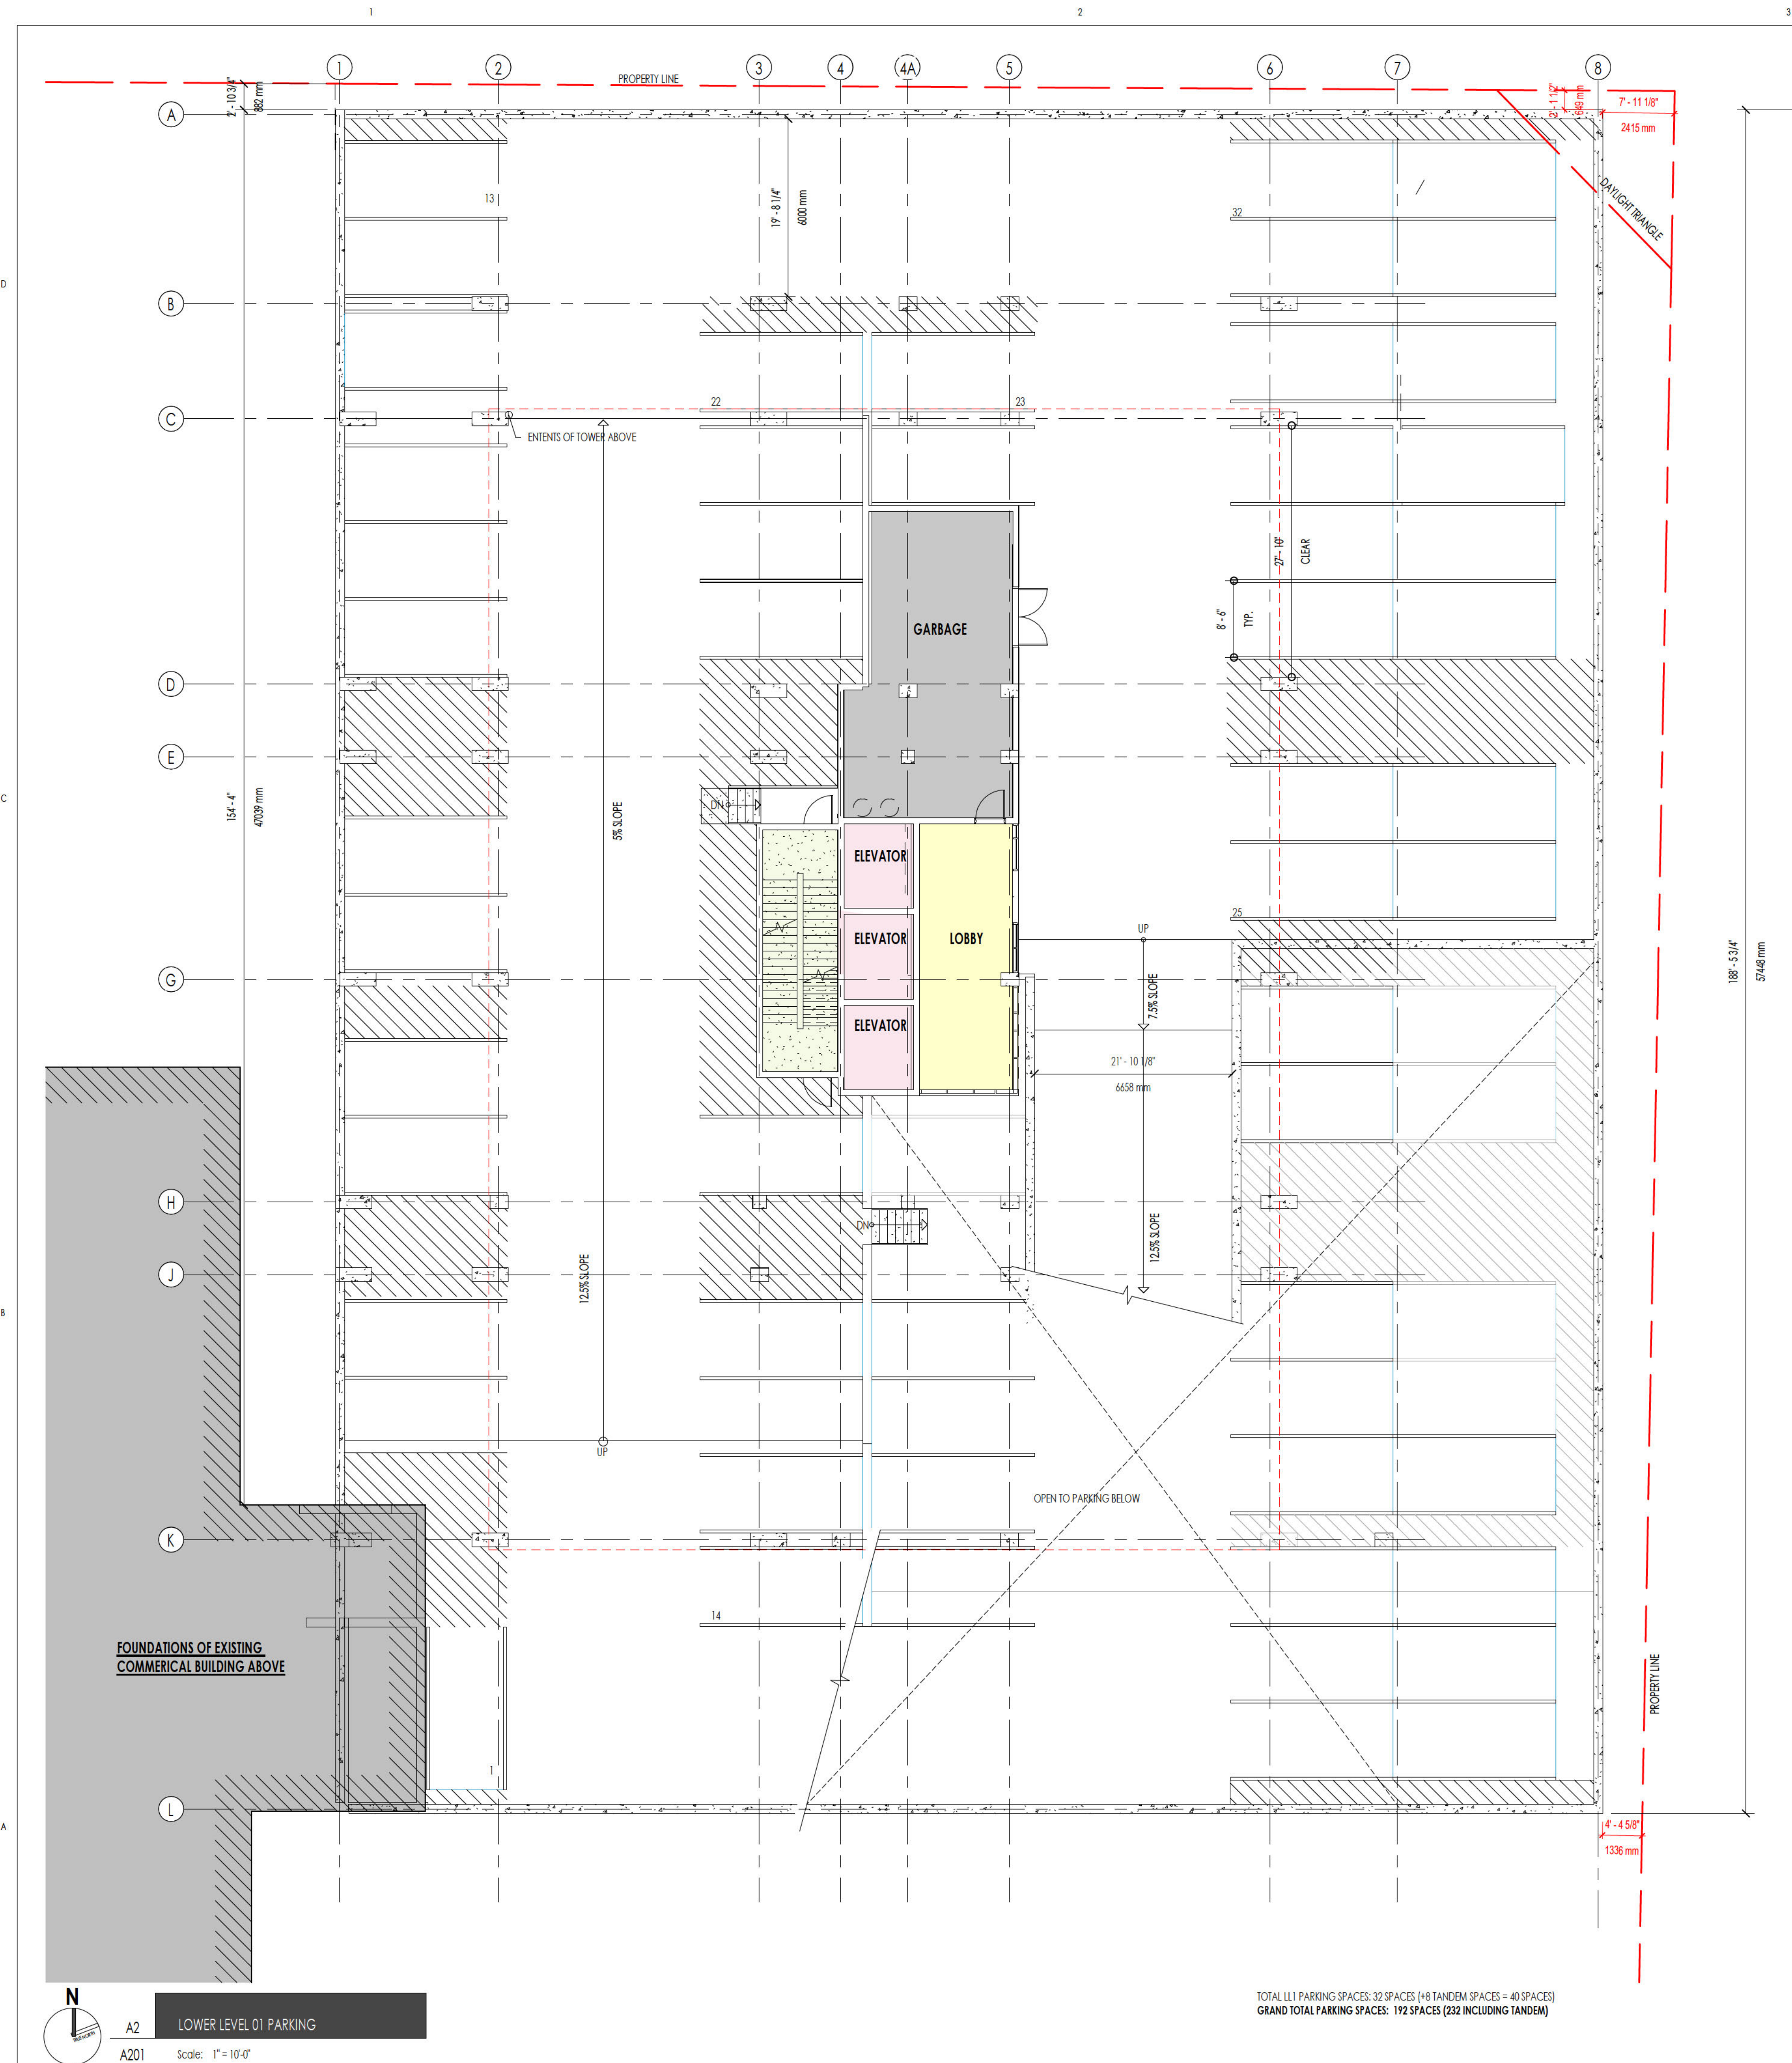 1
2
3
1
2
3
4
4A
5
6
7
8
PROPERTY LINE
2' - 10 3/4"
882 mm
2' - 11 1/2"
7' - 11 1/8"
2415 mm
A
DAYLIGHT TRIANGLE
13
19' - 8 1/4"
6000 mm
32
D
B
22
23
C
ENTENTS OF TOWER ABOVE
27' - 10"
CLEAR
8' - 6"
TYP.
GARBAGE
D
E
C
154' - 4"
47039 mm
5% SLOPE
DN
ELEVATOR
ELEVATOR
LOBBY
ELEVATOR
25
UP
188' - 5 3/4"
57448 mm
G
7.5% SLOPE
21' - 10 1/8"
6658 mm
H
DN
12.5% SLOPE
12.5% SLOPE
J
B
UP
OPEN TO PARKING BELOW
K
14
FOUNDATIONS OF EXISTING
COMMERICAL BUILDING ABOVE
PROPERTY LINE
1
L
A
4' - 4 5/8"
1336 mm
N
TRUE NORTH
A2
LOWER LEVEL 01 PARKING
A201
Scale: 1" = 10'-0"
TOTAL LL1 PARKING SPACES: 32 SPACES (+8 TANDEM SPACES = 40 SPACES)
GRAND TOTAL PARKING SPACES: 192 SPACES (232 INCLUDING TANDEM)